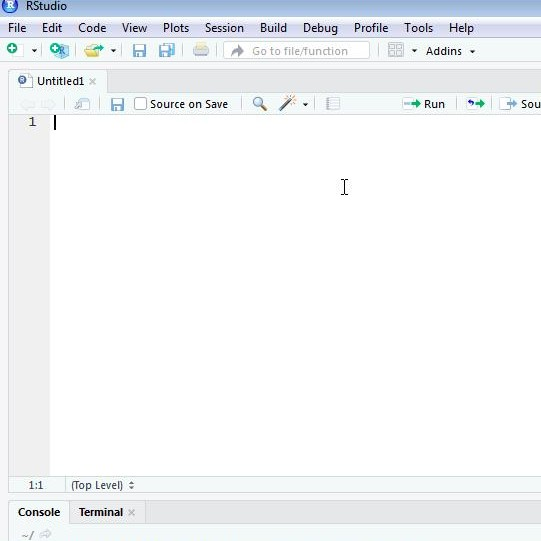 RStudio
File Edit Code View Plots Session Build Debug Profile Tools Help
Go to file/function Addins
Untitled1
Source on Save Run Sou
1
1:1 (Top Level)
Console Terminal
~/